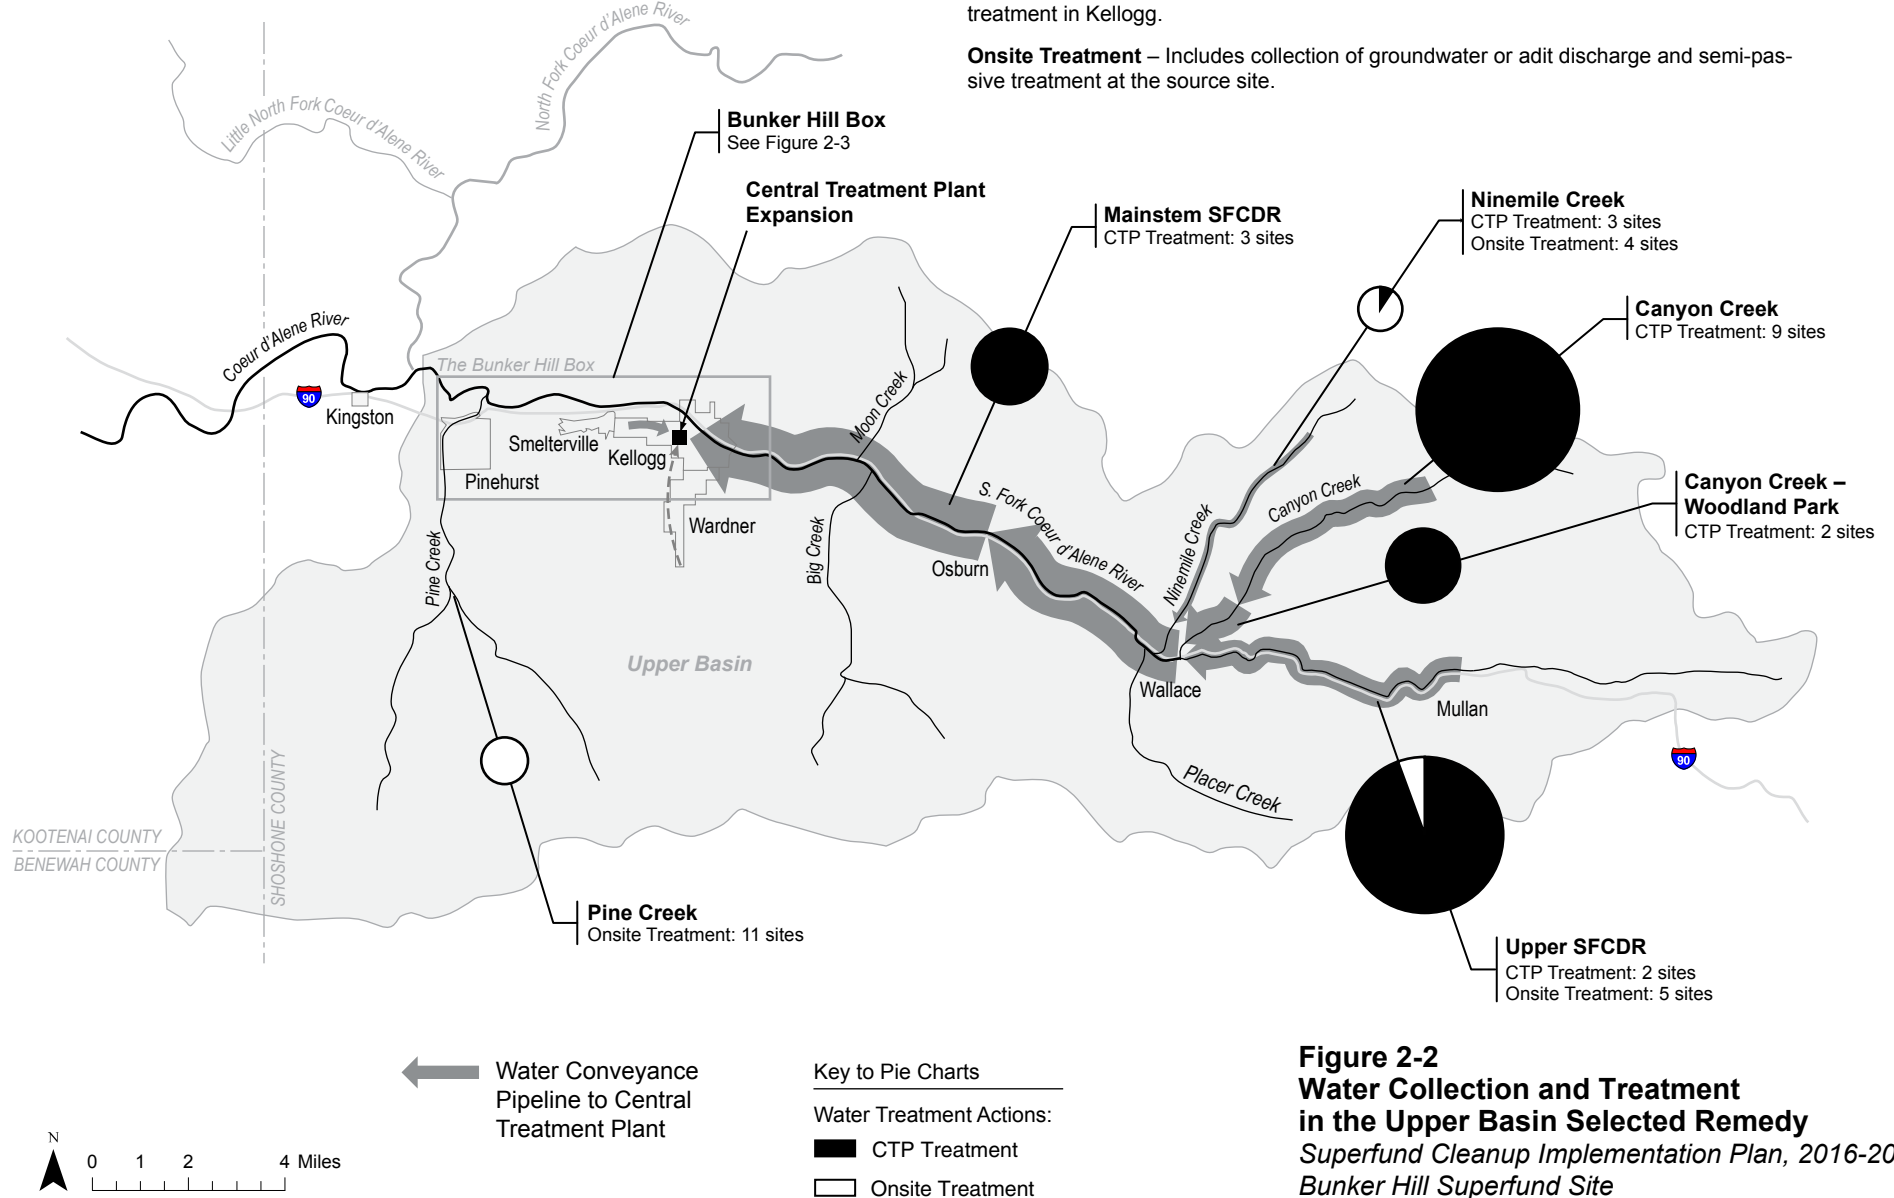 treatment in Kellogg.
Onsite Treatment – Includes collection of groundwater or adit discharge and semi-pas-
sive treatment at the source site.
North Fork Coeur d'Alene River
Little North Fork Coeur d'Alene River
Bunker Hill Box
See Figure 2-3
Central Treatment Plant
Expansion
Mainstem SFCDR
CTP Treatment: 3 sites
Ninemile Creek
CTP Treatment: 3 sites
Onsite Treatment: 4 sites
Canyon Creek
CTP Treatment: 9 sites
Coeur d'Alene River
The Bunker Hill Box
90
Kingston
Moon Creek
Smelterville
Kellogg
Pinehurst
Wardner
S. Fork Coeur d'Alene River
Canyon Creek
Ninemile Creek
Canyon Creek –
Woodland Park
CTP Treatment: 2 sites
Pine Creek
Big Creek
Osburn
Upper Basin
Wallace
Mullan
90
Placer Creek
KOOTENAI COUNTY
BENEWAH COUNTY
SHOSHONE COUNTY
Pine Creek
Onsite Treatment: 11 sites
Upper SFCDR
CTP Treatment: 2 sites
Onsite Treatment: 5 sites
Water Conveyance
Pipeline to Central
Treatment Plant
Key to Pie Charts
Water Treatment Actions:
CTP Treatment
Onsite Treatment
N
0 1 2 4 Miles
Figure 2-2
Water Collection and Treatment
in the Upper Basin Selected Remedy
Superfund Cleanup Implementation Plan, 2016-20
Bunker Hill Superfund Site